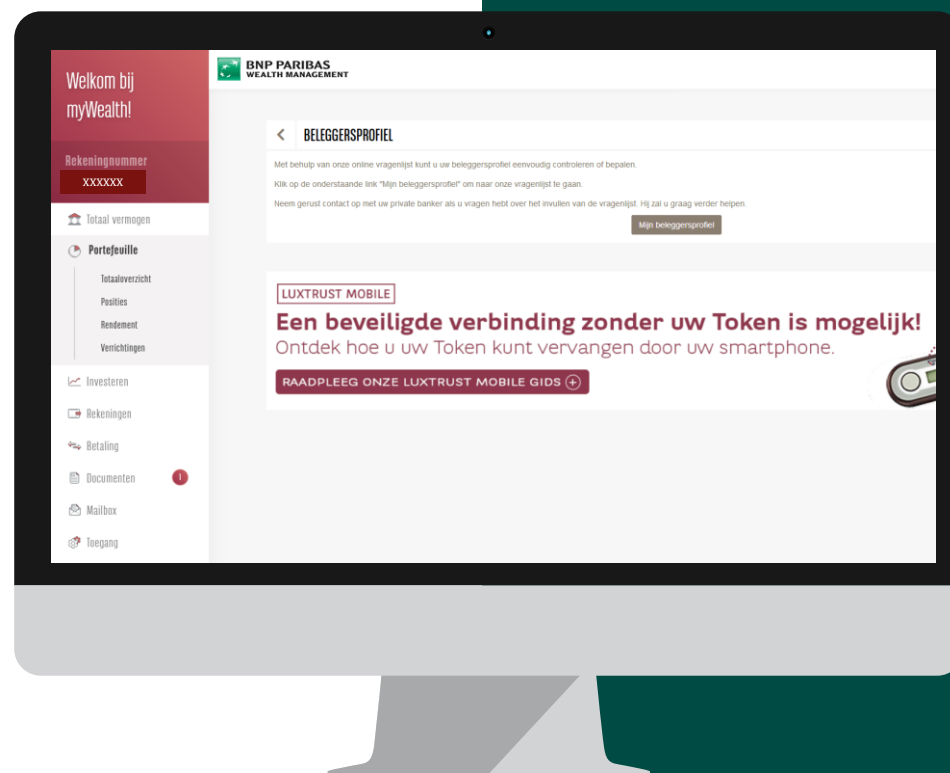 Welkom bij
myWealth!
Rekeningnummer
xxxxxx
Totaal vermogen
Portefeuille
Totaaloverzicht
Posities
Rendement
Verrichtingen
Investeren
Rekeningen
Betaling
Documenten 1
Mailbox
Toegang
BNP PARIBAS
WEALTH MANAGEMENT
BELEGGERSPROFIEL
Met behulp van onze online vragenlijst kunt u uw beleggersprofiel eenvoudig controleren of bepalen.
Klik op de onderstaande link "Mijn beleggersprofiel" om naar onze vragenlijst te gaan.
Neem gerust contact op met uw private banker als u vragen hebt over het invullen van de vragenlijst. Hij zal u graag verder helpen.
Mijn beleggersprofiel
LUXTRUST MOBILE
Een beveiligde verbinding zonder uw Token is mogelijk!
Ontdek hoe u uw Token kunt vervangen door uw smartphone.
RAADPLEEG ONZE LUXTRUST MOBILE GIDS